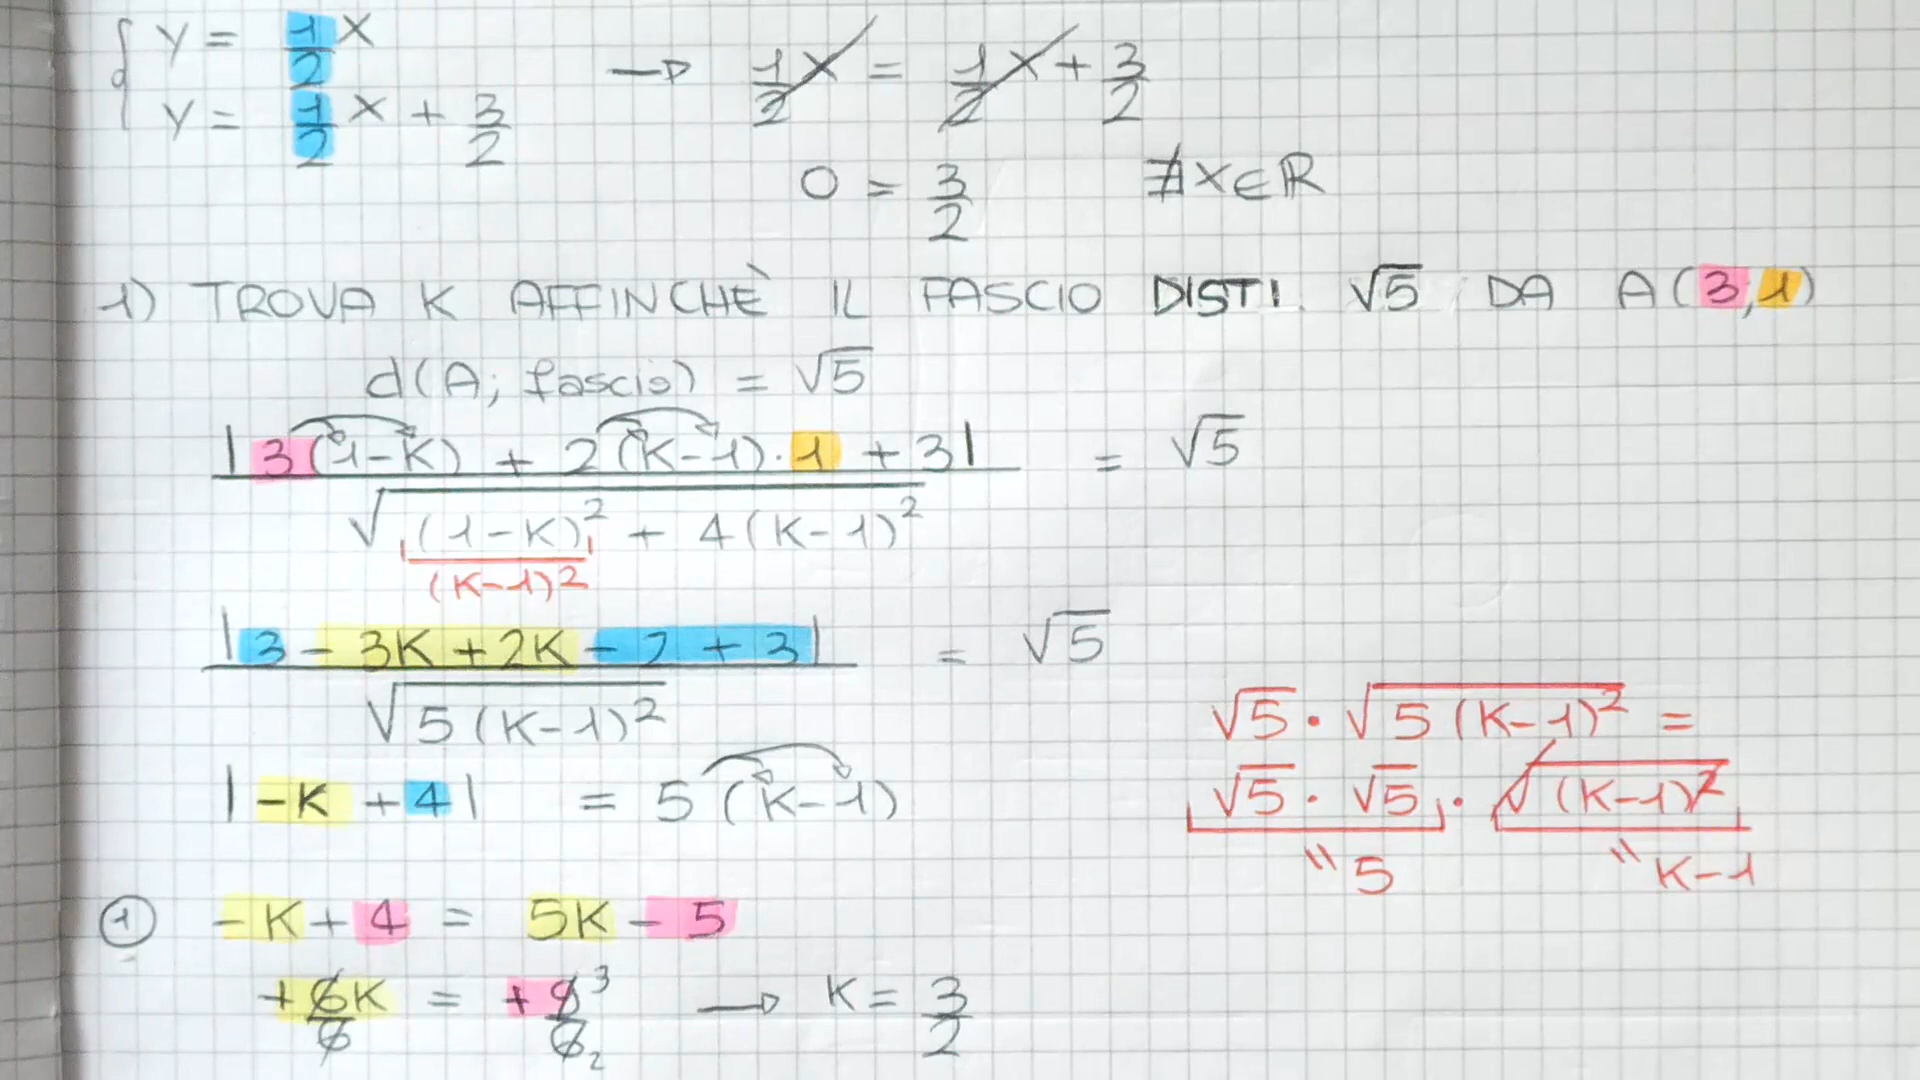 { y = 1/2 x → 1/2 x = 1/2 x + 3/2
y = 1/2 x + 3/2
0 = 3/2 ∄ x ∈ ℝ
1) TROVA K AFFINCHÈ IL FASCIO DISTI √5 DA A(3,1)
d(A; fascio) = √5
|3(1-K) + 2(K-1)·1 + 3| / √((1-K)² + 4(K-1)²) = √5
(K-1)²
|3 - 3K + 2K - 2 + 3| / √(5(K-1)²) = √5
|-K + 4| = 5(K-1)
√5 · √(5(K-1)²) =
√5 · √5 · √((K-1)²)
" 5 " K-1
① -K + 4 = 5K - 5
+6K/6 = +9³/6₂ → K = 3/2